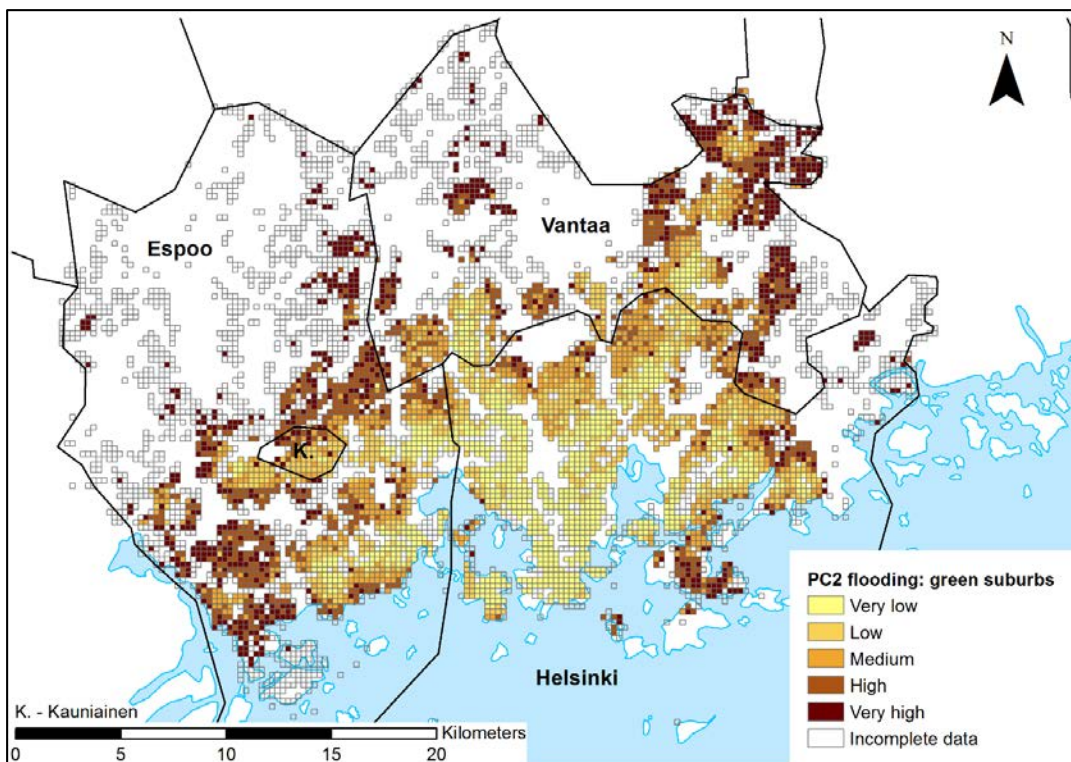 N
Espoo
Vantaa
K.
Helsinki
PC2 flooding: green suburbs
Very low
Low
Medium
High
Very high
Incomplete data
K. - Kauniainen
Kilometers
0 5 10 15 20